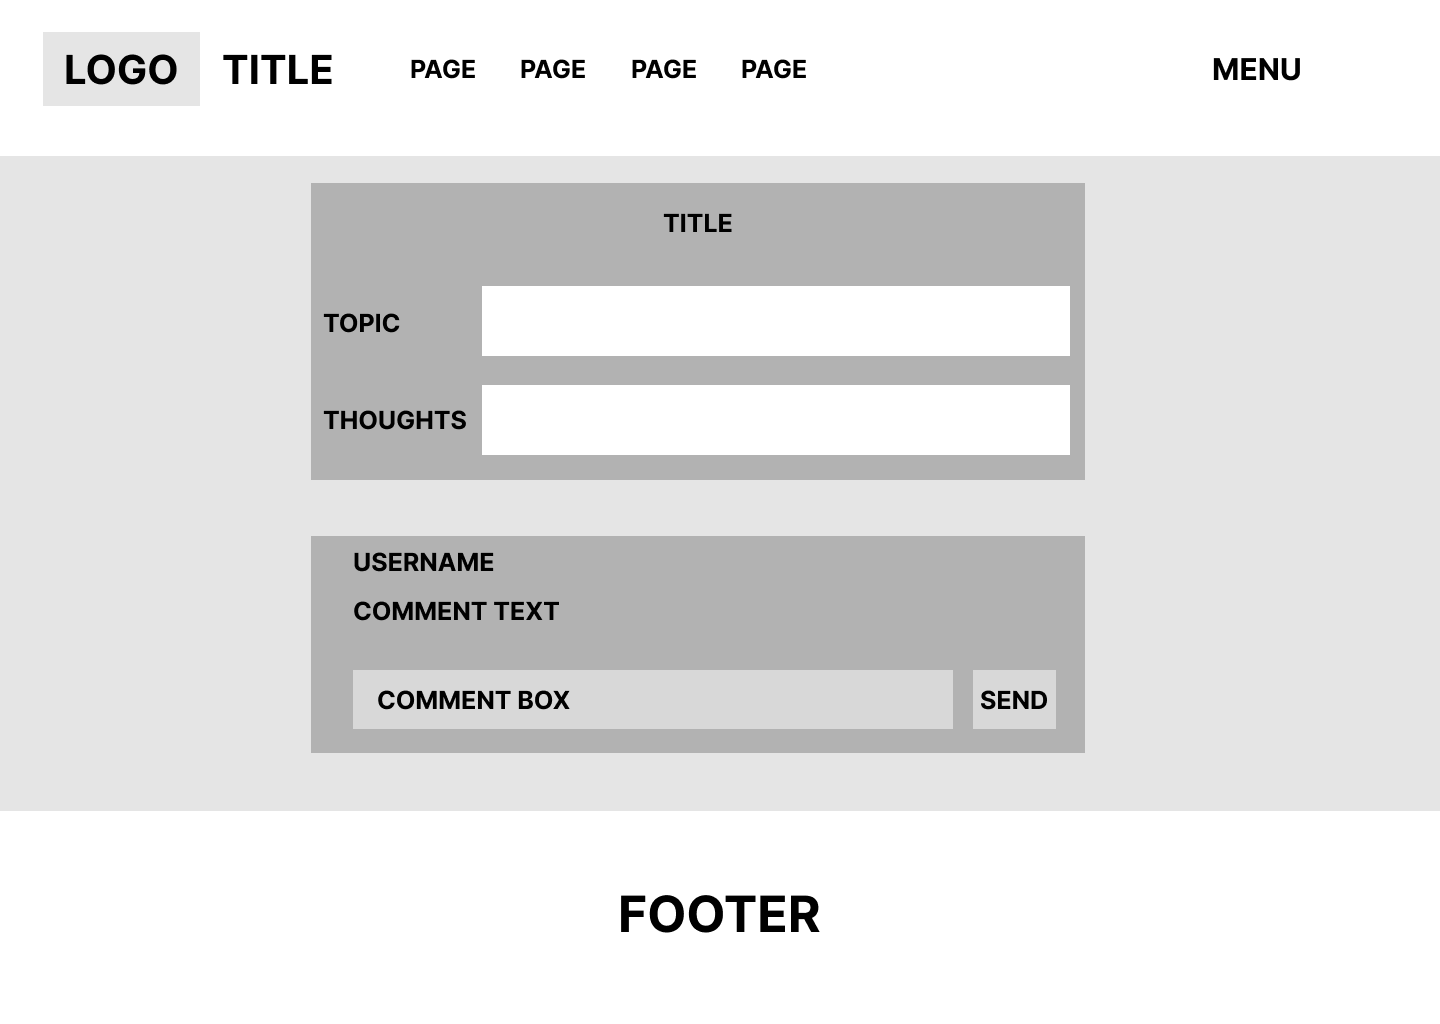 LOGO TITLE PAGE PAGE PAGE PAGE MENU
TITLE
TOPIC
THOUGHTS
USERNAME
COMMENT TEXT
COMMENT BOX SEND
FOOTER